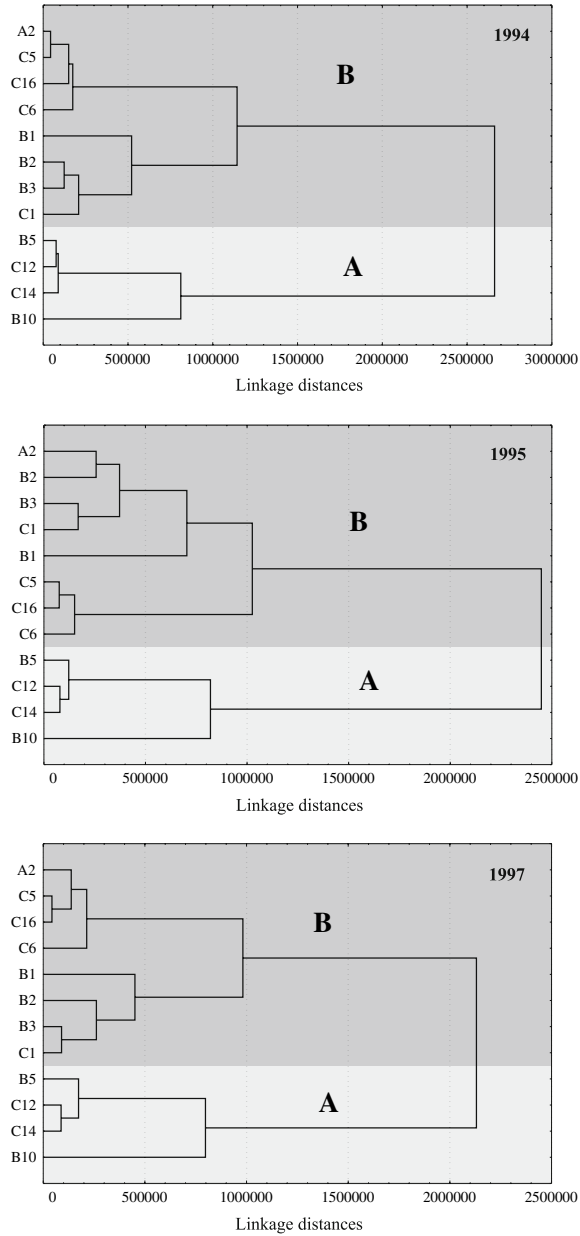 1994
A2
C5
B
C16
C6
B1
B2
B3
C1
B5
C12
A
C14
B10
0 500000 1000000 1500000 2000000 2500000 3000000
Linkage distances
1995
A2
B2
B3
B
C1
B1
C5
C16
C6
B5
C12
A
C14
B10
0 500000 1000000 1500000 2000000 2500000
Linkage distances
1997
A2
C5
C16
B
C6
B1
B2
B3
C1
B5
C12
A
C14
B10
0 500000 1000000 1500000 2000000 2500000
Linkage distances